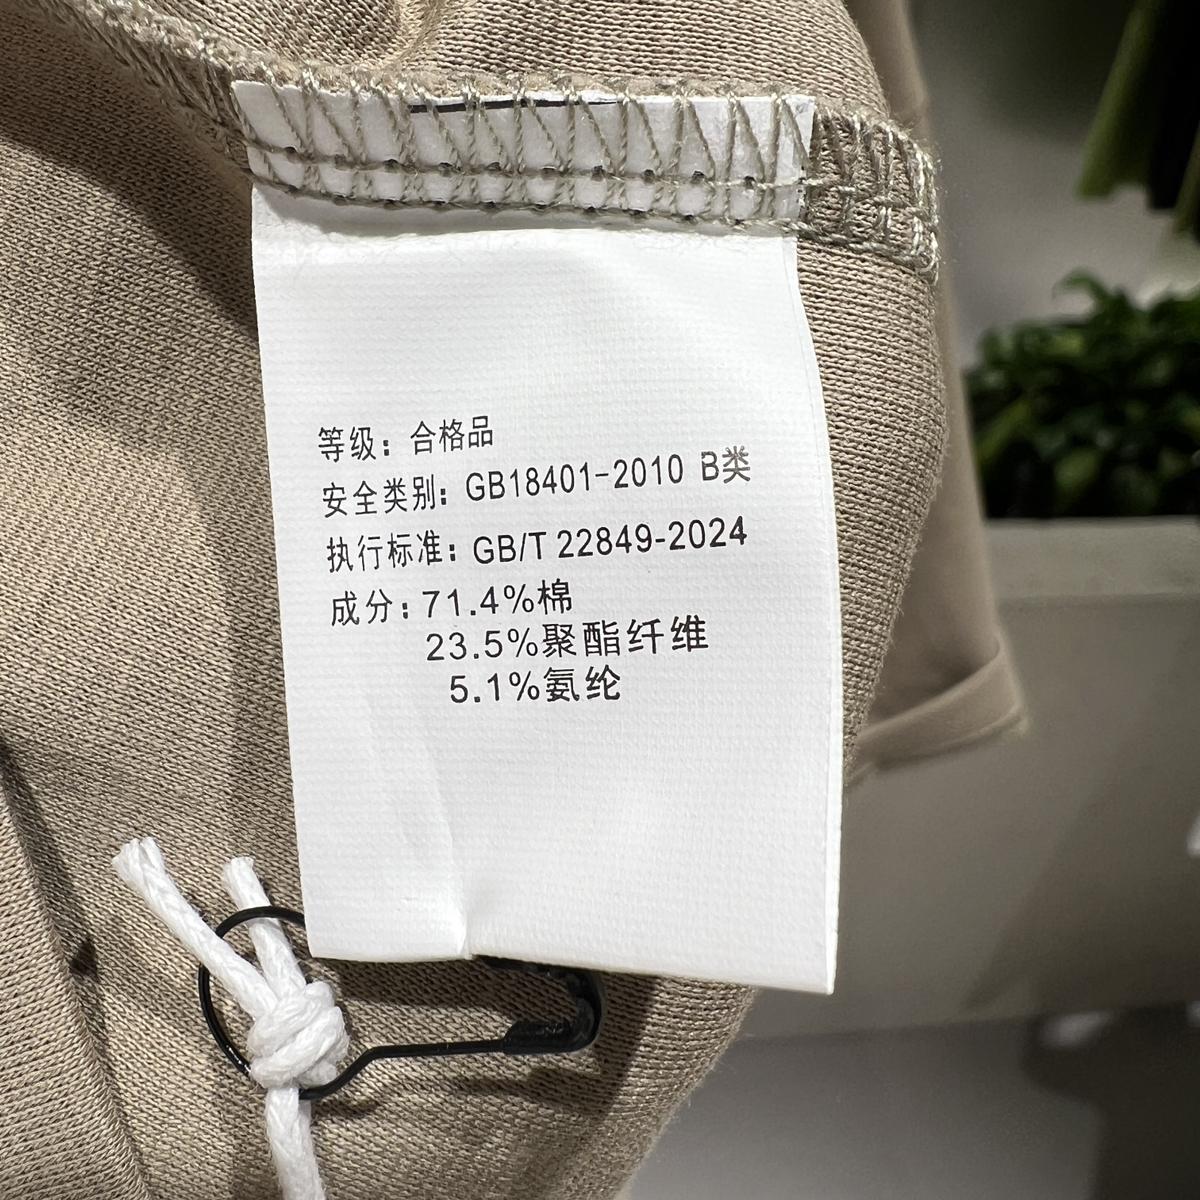 等级：合格品
安全类别：GB18401-2010 B类
执行标准：GB/T 22849-2024
成分：71.4%棉
23.5%聚酯纤维
5.1%氨纶